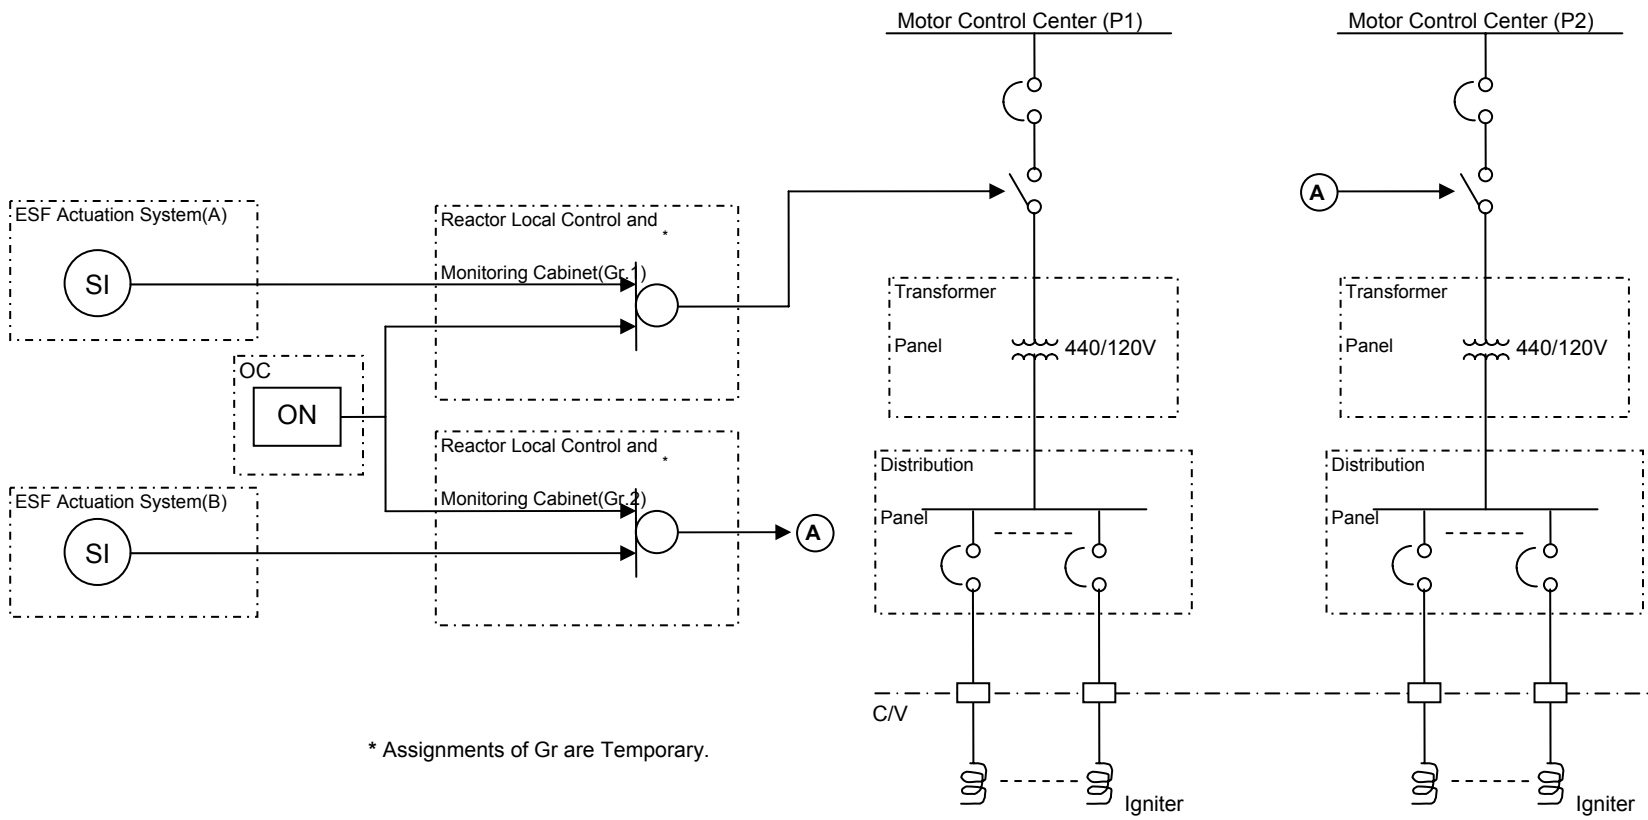 Motor Control Center (P1)
Motor Control Center (P2)
ESF Actuation System(A)
SI
Reactor Local Control and *
Monitoring Cabinet(Gr.1)
A
OC
ON
Reactor Local Control and *
Monitoring Cabinet(Gr.2)
A
ESF Actuation System(B)
SI
Transformer
Panel
440/120V
Transformer
Panel
440/120V
Distribution
Panel
Distribution
Panel
C/V
* Assignments of Gr are Temporary.
Igniter
Igniter